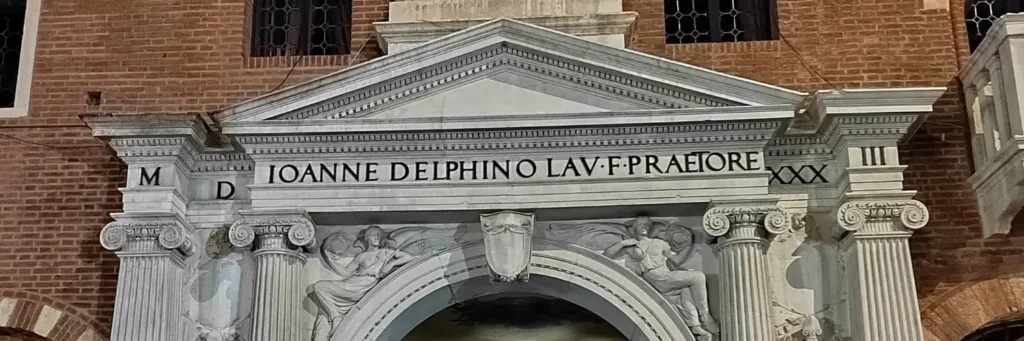 M D IOANNE DELPHINO LAV·F·PRAETORE XXX III